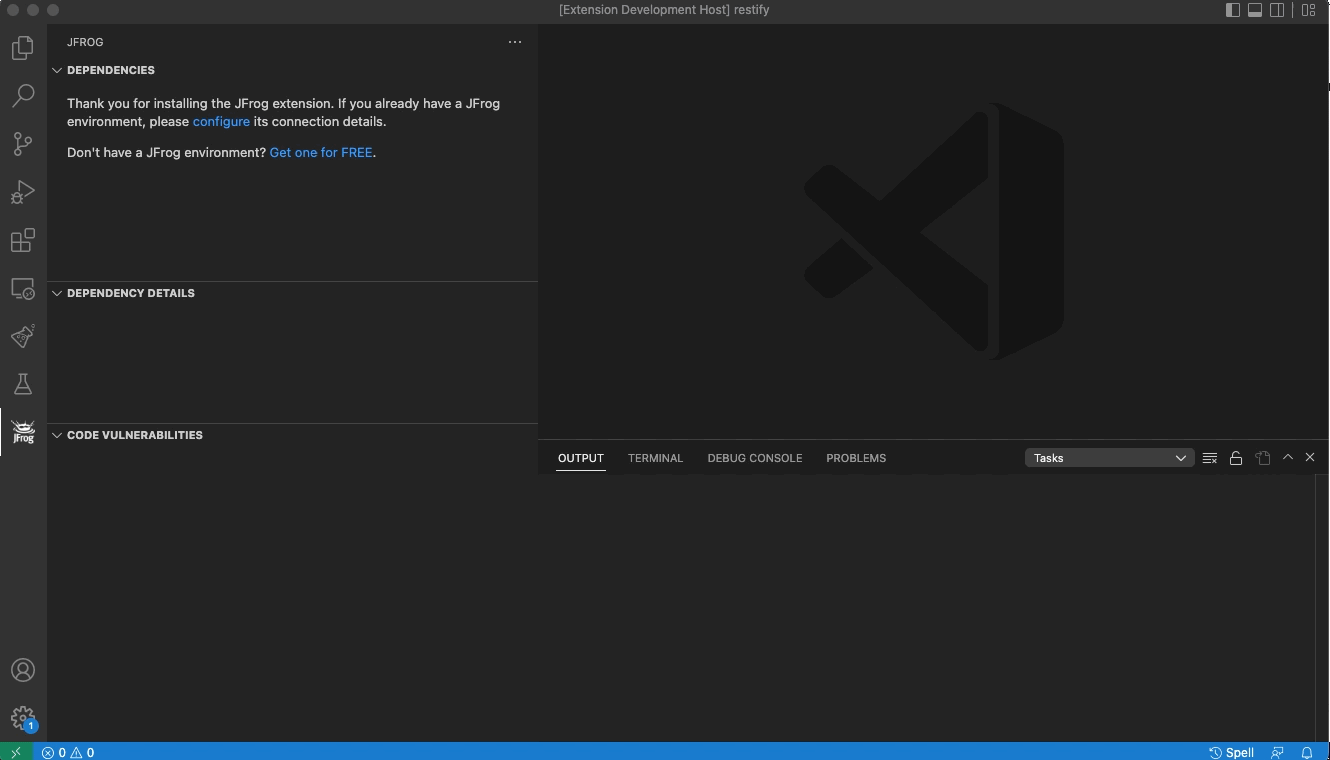 [Extension Development Host] restify
JFROG
DEPENDENCIES
Thank you for installing the JFrog extension. If you already have a JFrog
environment, please configure its connection details.
Don't have a JFrog environment? Get one for FREE.
DEPENDENCY DETAILS
JFrog
CODE VULNERABILITIES
OUTPUT TERMINAL DEBUG CONSOLE PROBLEMS Tasks
1
0 0 Spell